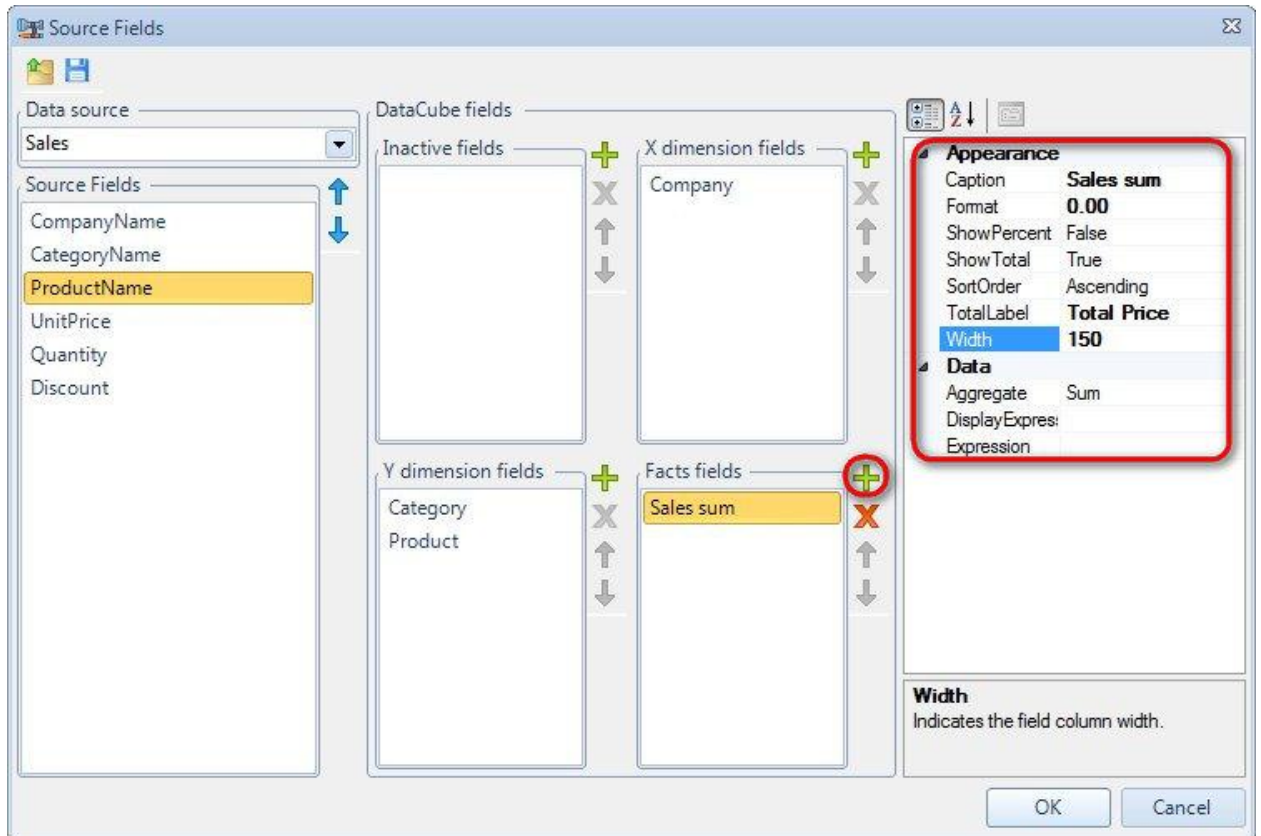 Source Fields
Data source
Sales
Source Fields
CompanyName
CategoryName
ProductName
UnitPrice
Quantity
Discount
DataCube fields
Inactive fields
X dimension fields
Company
Y dimension fields
Category
Product
Facts fields
Sales sum
A
Z
Appearance
Caption Sales sum
Format 0.00
ShowPercent False
ShowTotal True
SortOrder Ascending
TotalLabel Total Price
Width 150
Data
Aggregate Sum
DisplayExpres
Expression
Width
Indicates the field column width.
OK Cancel